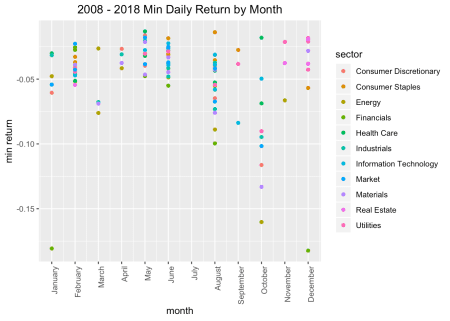 2008 - 2018 Min Daily Return by Month
min return
-0.05
-0.10
-0.15
January
February
March
April
May
June
July
August
September
October
November
December
month
sector
Consumer Discretionary
Consumer Staples
Energy
Financials
Health Care
Industrials
Information Technology
Market
Materials
Real Estate
Utilities